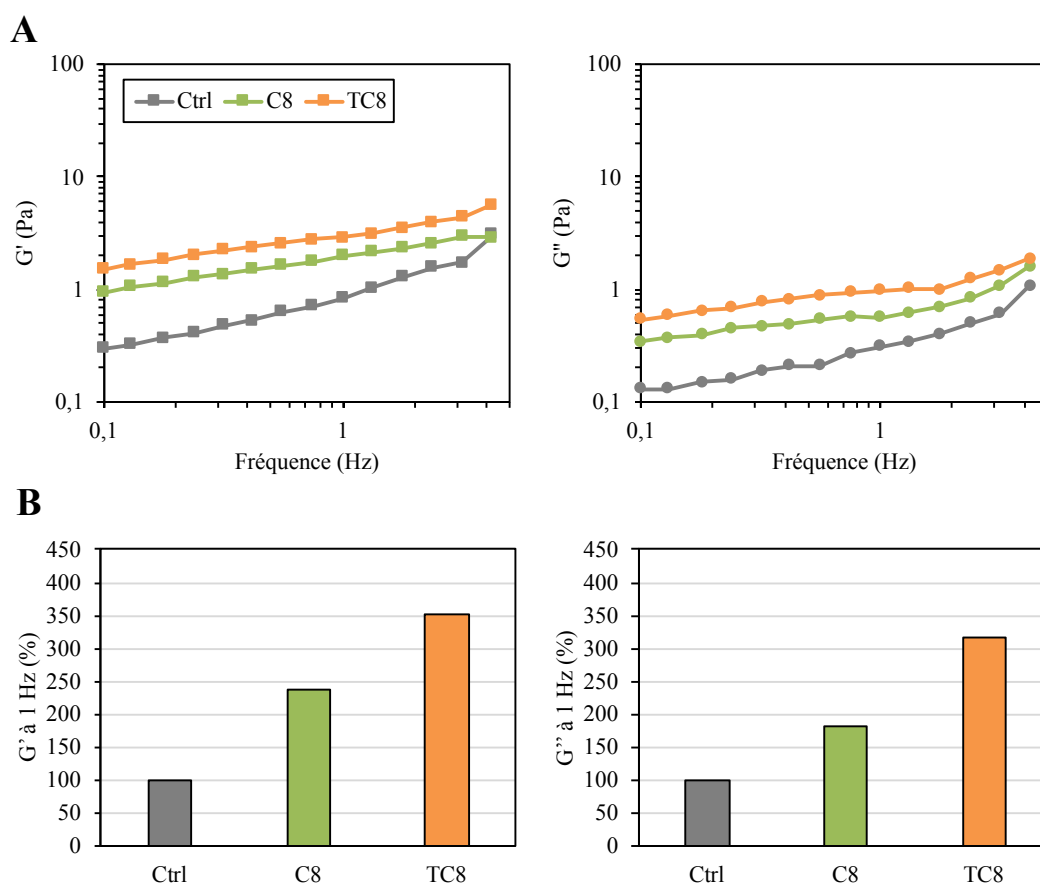 A
100
10
1
0,1
G' (Pa)
Ctrl
C8
TC8
0,1
1
Fréquence (Hz)
100
10
1
0,1
G'' (Pa)
0,1
1
Fréquence (Hz)
B
450
400
350
300
250
200
150
100
50
0
G’ à 1 Hz (%)
Ctrl
C8
TC8
450
400
350
300
250
200
150
100
50
0
G’’ à 1 Hz (%)
Ctrl
C8
TC8